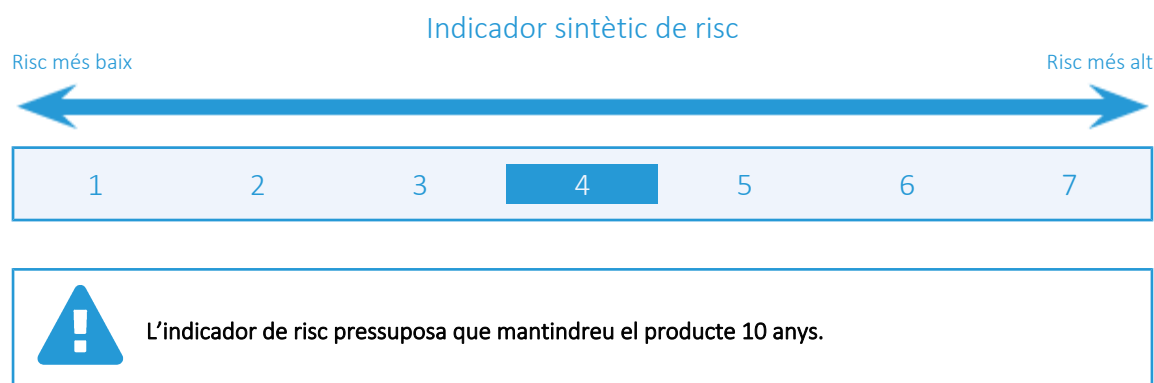 Indicador sintètic de risc
Risc més baix Risc més alt
1 2 3 4 5 6 7
L’indicador de risc pressuposa que mantindreu el producte 10 anys.